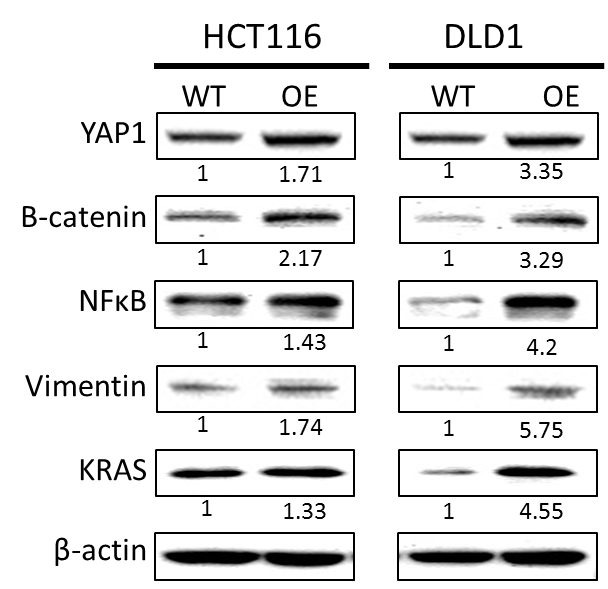 HCT116 DLD1
WT OE WT OE
YAP1
1 1.71 1 3.35
B-catenin
1 2.17 1 3.29
NFκB
1 1.43 1 4.2
Vimentin
1 1.74 1 5.75
KRAS
1 1.33 1 4.55
β-actin